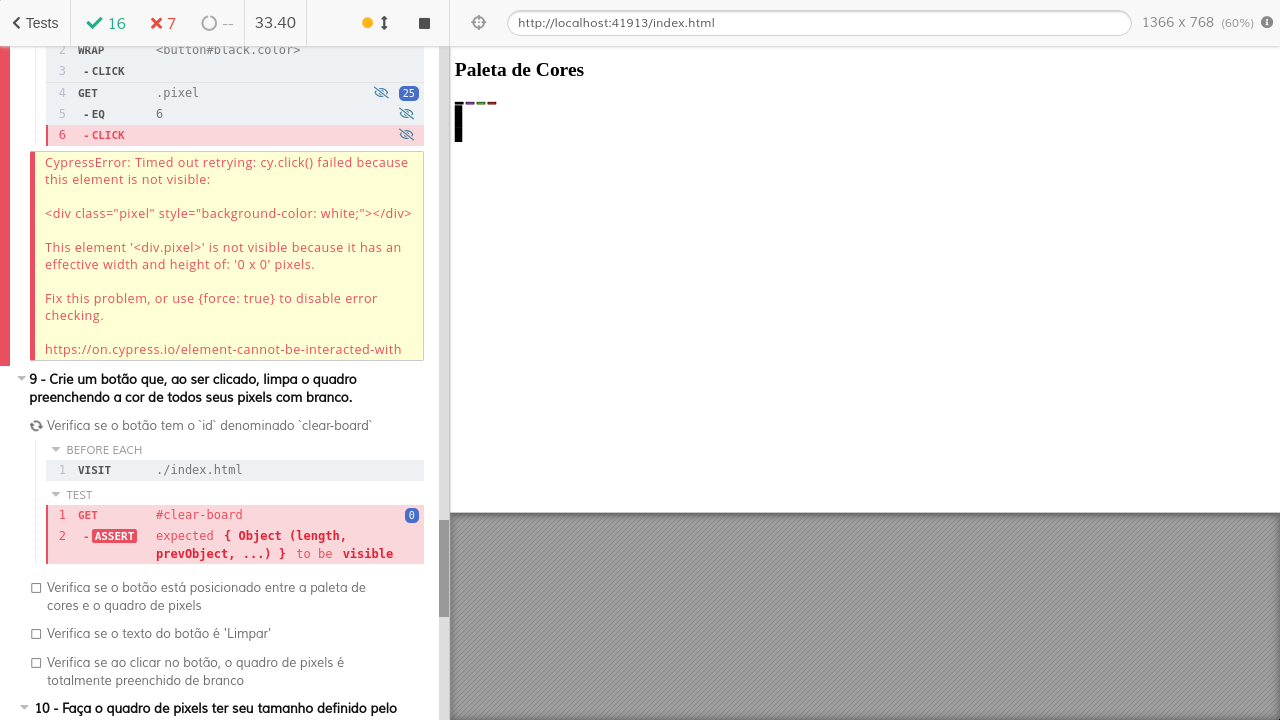 Tests 16 7 -- 33.40 http://localhost:41913/index.html 1366 x 768 (60%)
2 WRAP <button#black.color>
3 - CLICK
4 GET .pixel 25
5 - EQ 6
6 - CLICK
CypressError: Timed out retrying: cy.click() failed because
this element is not visible:
<div class="pixel" style="background-color: white;"></div>
This element '<div.pixel>' is not visible because it has an
effective width and height of: '0 x 0' pixels.
Fix this problem, or use {force: true} to disable error
checking.
https://on.cypress.io/element-cannot-be-interacted-with
9 - Crie um botão que, ao ser clicado, limpa o quadro
preenchendo a cor de todos seus pixels com branco.
Verifica se o botão tem o `id` denominado `clear-board`
BEFORE EACH
1 VISIT ./index.html
TEST
1 GET #clear-board 0
2 - ASSERT expected { Object (length,
prevObject, ...) } to be visible
Verifica se o botão está posicionado entre a paleta de
cores e o quadro de pixels
Verifica se o texto do botão é 'Limpar'
Verifica se ao clicar no botão, o quadro de pixels é
totalmente preenchido de branco
10 - Faça o quadro de pixels ter seu tamanho definido pelo
Paleta de Cores